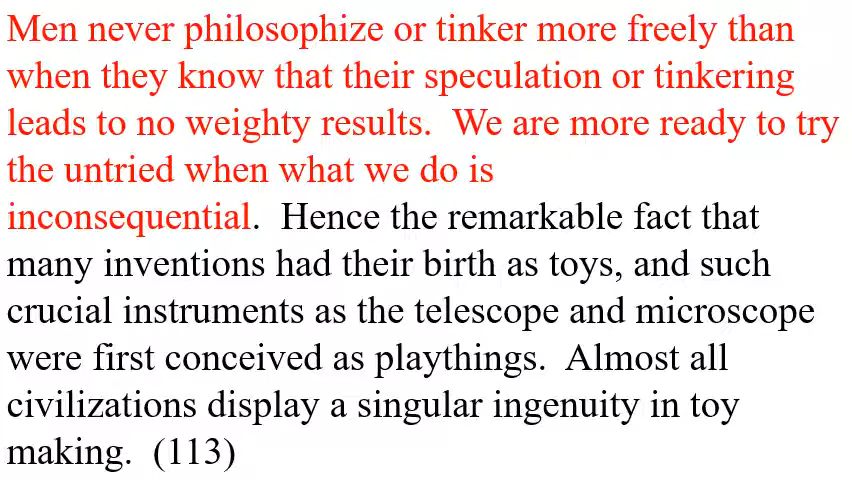 Men never philosophize or tinker more freely than
when they know that their speculation or tinkering
leads to no weighty results.  We are more ready to try
the untried when what we do is
inconsequential.  Hence the remarkable fact that
many inventions had their birth as toys, and such
crucial instruments as the telescope and microscope
were first conceived as playthings.  Almost all
civilizations display a singular ingenuity in toy
making.  (113)